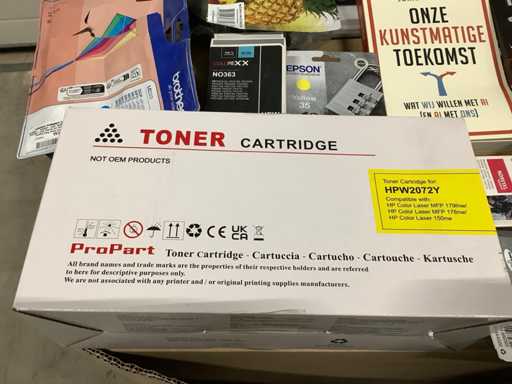 ONZE
KUNSTMATIGE
TOEKOMST
WAT WIJ WILLEN MET AI
(EN AI MET ONS)
brother
NO363
EPSON
Yellow
35
TONER CARTRIDGE
NOT OEM PRODUCTS
Toner Cartridge for:
HPW2072Y
Compatible with:
HP Color Laser MFP 179fnw/
HP Color Laser MFP 178nw/
HP Color Laser 150nw
CE UK
CA
ProPart Toner Cartridge - Cartuccia - Cartucho - Cartouche - Kartusche
All brand names and trade marks are the properties of their respective holders and are referred
to here for descriptive purposes only.
We are not associated with any printer and / or original printing supplies manufacturers.